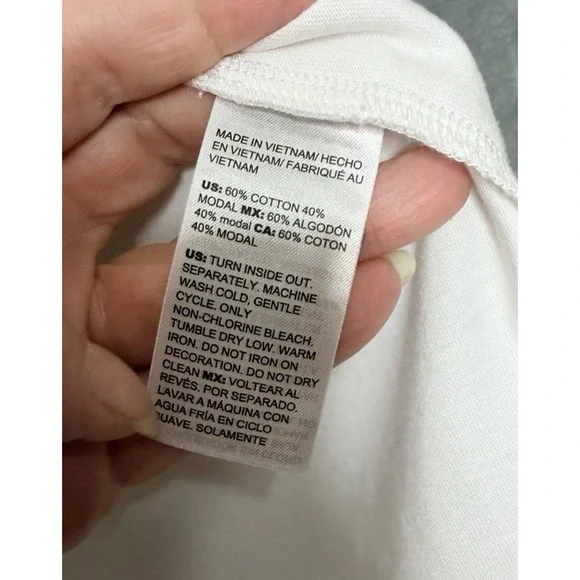 MADE IN VIETNAM/ HECHO
EN VIETNAM/ FABRIQUÉ AU
VIETNAM
US: 60% COTTON 40%
MODAL MX: 60% ALGODÓN
40% modal CA: 60% COTON
40% MODAL
US: TURN INSIDE OUT.
SEPARATELY. MACHINE
WASH COLD, GENTLE
CYCLE. ONLY
NON-CHLORINE BLEACH.
TUMBLE DRY LOW. WARM
IRON. DO NOT IRON ON
DECORATION. DO NOT DRY
CLEAN MX: VOLTEAR AL
REVÉS. POR SEPARADO.
LAVAR A MÁQUINA CON
AGUA FRÍA EN CICLO
SUAVE. SOLAMENTE